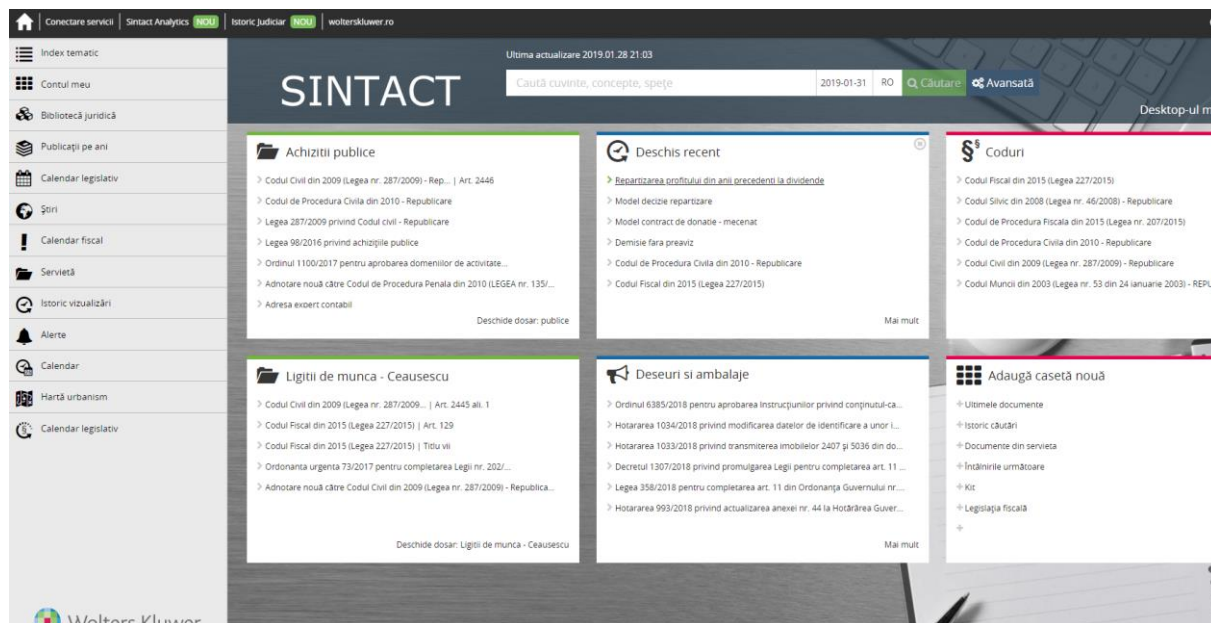 Conectare servicii Sintact Analytics NOU Istoric Judiciar NOU wolterskluwer.ro
Index tematic
Contul meu
Bibliotecă juridică
Publicaţii pe ani
Calendar legislativ
Ştiri
Calendar fiscal
Servietă
Istoric vizualizări
Alerte
Calendar
Hartă urbanism
Calendar legislativ
Wolters Kluwer
SINTACT
Ultima actualizare 2019.01.28 21:03
Caută cuvinte, concepte, speţe 2019-01-31 RO Căutare Avansată
Desktop-ul m
Achizitii publice
Codul Civil din 2009 (Legea nr. 287/2009) - Rep... | Art. 2446
Codul de Procedura Civila din 2010 - Republicare
Legea 287/2009 privind Codul civil - Republicare
Legea 98/2016 privind achiziţiile publice
Ordinul 1100/2017 pentru aprobarea domeniilor de activitate...
Adnotare nouă către Codul de Procedura Penala din 2010 (LEGEA nr. 135/...
Adresa expert contabil
Deschide dosar: publice
Deschis recent
Repartizarea profitului din anii precedenti la dividende
Model decizie repartizare
Model contract de donatie - mecenat
Demisie fara preaviz
Codul de Procedura Civila din 2010 - Republicare
Codul Fiscal din 2015 (Legea 227/2015)
Mai mult
§§ Coduri
Codul Fiscal din 2015 (Legea 227/2015)
Codul Silvic din 2008 (Legea nr. 46/2008) - Republicare
Codul de Procedura Fiscala din 2015 (Legea nr. 207/2015)
Codul de Procedura Civila din 2010 - Republicare
Codul Civil din 2009 (Legea nr. 287/2009) - Republicare
Codul Muncii din 2003 (Legea nr. 53 din 24 ianuarie 2003) - REPU
Ligitii de munca - Ceausescu
Codul Civil din 2009 (Legea nr. 287/2009... | Art. 2445 ali. 1
Codul Fiscal din 2015 (Legea 227/2015) | Art. 129
Codul Fiscal din 2015 (Legea 227/2015) | Titlu vii
Ordonanta urgenta 73/2017 pentru completarea Legii nr. 202/...
Adnotare nouă către Codul Civil din 2009 (Legea nr. 287/2009) - Republica...
Deschide dosar: Ligitii de munca - Ceausescu
Deseuri si ambalaje
Ordinul 6385/2018 pentru aprobarea Instrucţiunilor privind conţinutul-ca...
Hotararea 1034/2018 privind modificarea datelor de identificare a unor i...
Hotararea 1033/2018 privind transmiterea imobilelor 2407 şi 5036 din do...
Decretul 1307/2018 privind promulgarea Legii pentru completarea art. 11 ...
Legea 358/2018 pentru completarea art. 11 din Ordonanţa Guvernului nr....
Hotararea 993/2018 privind actualizarea anexei nr. 44 la Hotărârea Guver...
Mai mult
Adaugă casetă nouă
+ Ultimele documente
+ Istoric căutări
+ Documente din servieta
+ Întâlnirile următoare
+ Kit
+ Legislaţia fiscală
+